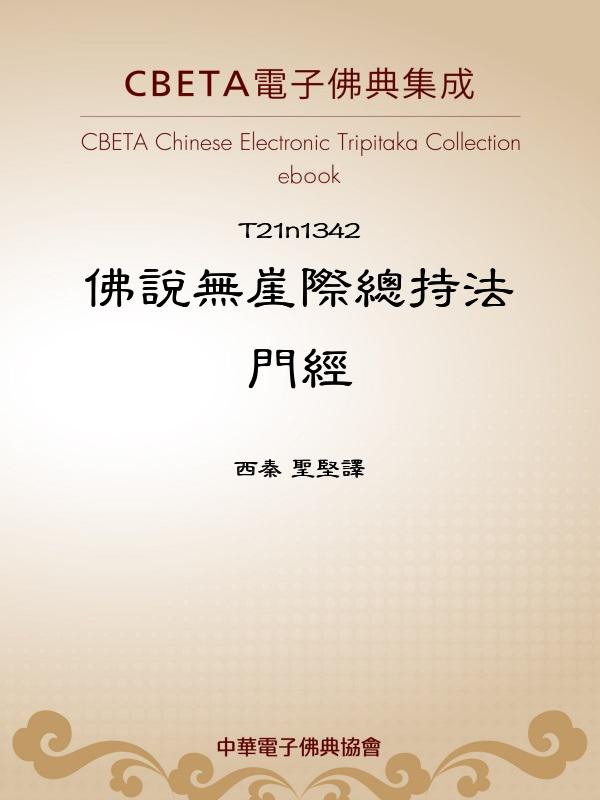 CBETA電子佛典集成
CBETA Chinese Electronic Tripitaka Collection
ebook
T21n1342
佛說無崖際總持法
門經
西秦 聖堅譯
中華電子佛典協會